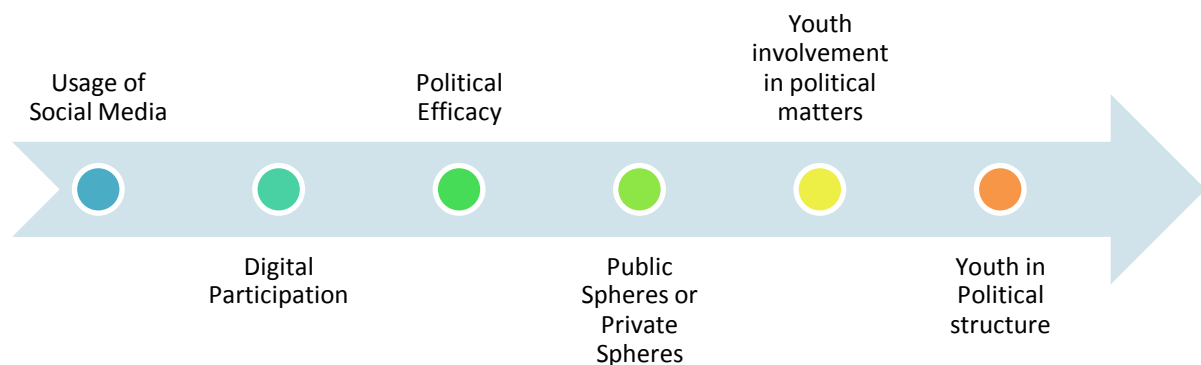 Usage of
Social Media
Digital
Participation
Political
Efficacy
Public
Spheres or
Private
Spheres
Youth
involvement
in political
matters
Youth in
Political
structure